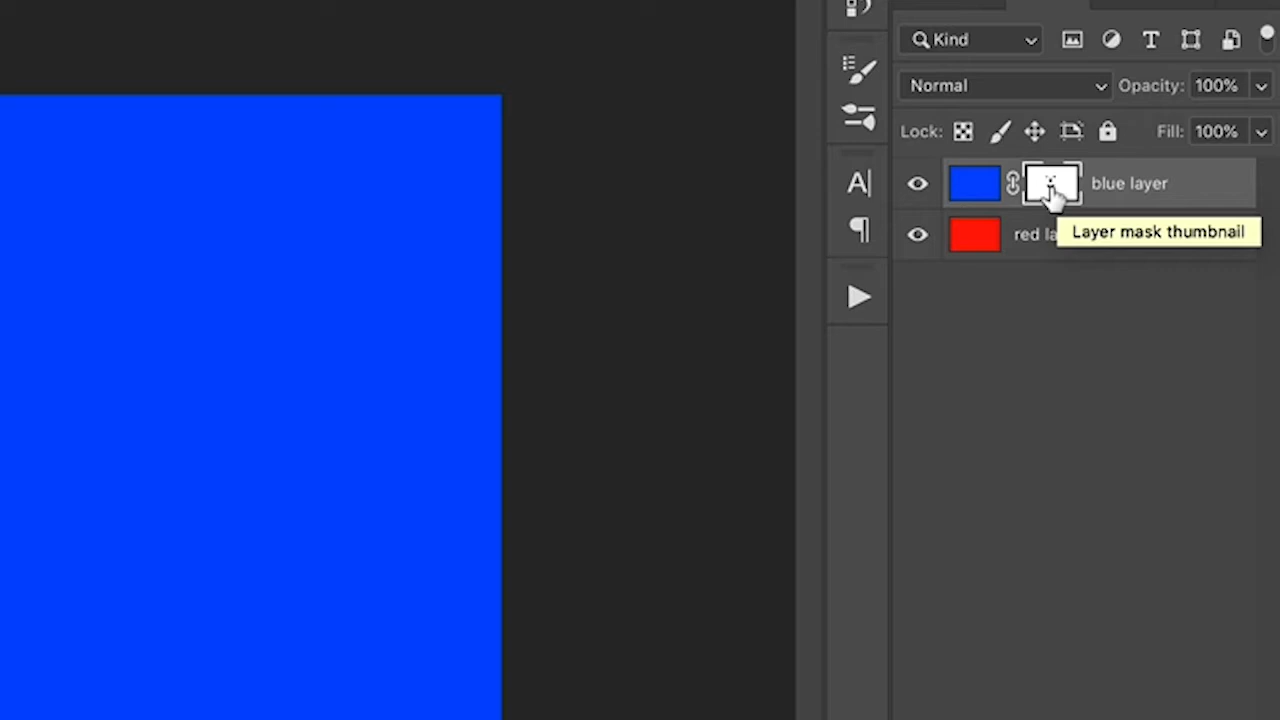 Kind
Normal Opacity: 100%
Lock: Fill: 100%
blue layer
red la
Layer mask thumbnail